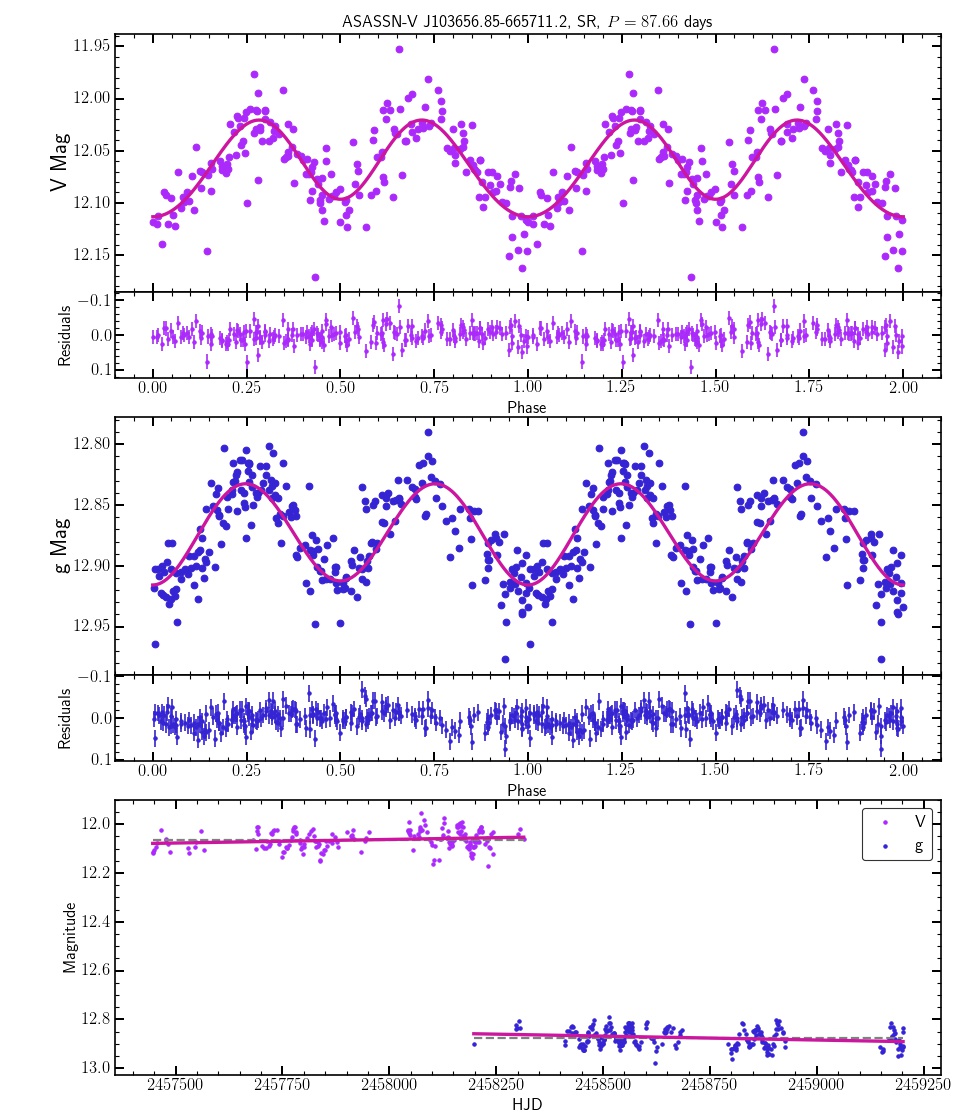 ASASSN-V J103656.85-665711.2, SR, P = 87.66 days
11.95
12.00
12.05
12.10
12.15
V Mag
−0.1
0.0
0.1
Residuals
0.00 0.25 0.50 0.75 1.00 1.25 1.50 1.75 2.00
Phase
12.80
12.85
12.90
12.95
g Mag
−0.1
0.0
0.1
Residuals
0.00 0.25 0.50 0.75 1.00 1.25 1.50 1.75 2.00
Phase
12.0
12.2
12.4
12.6
12.8
13.0
Magnitude
V
g
2457500 2457750 2458000 2458250 2458500 2458750 2459000 2459250
HJD